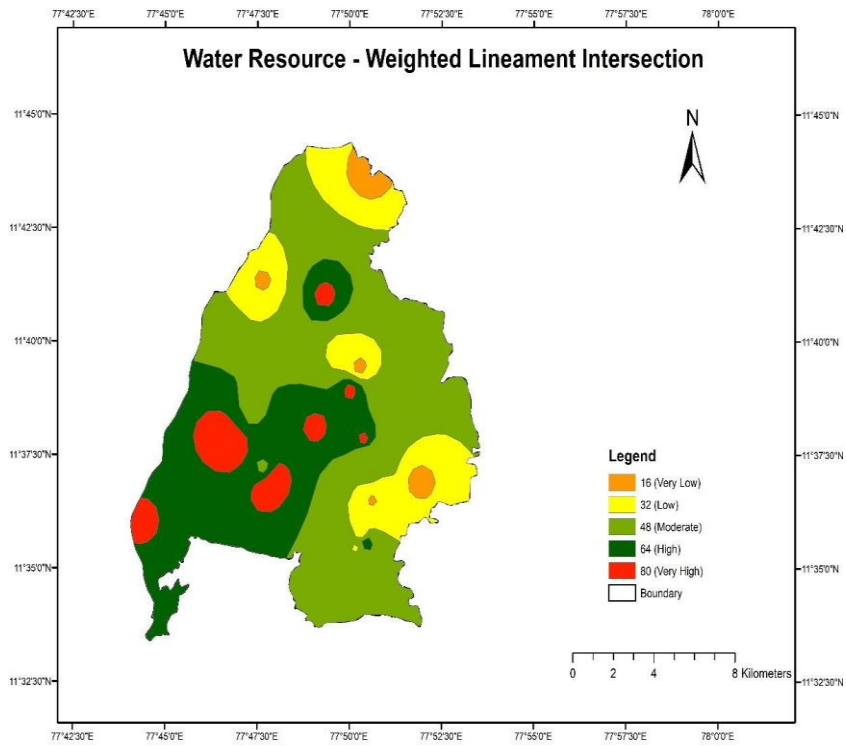 77°42'30"E 77°45'0"E 77°47'30"E 77°50'0"E 77°52'30"E 77°55'0"E 77°57'30"E 78°0'0"E
Water Resource - Weighted Lineament Intersection
11°45'0"N 11°45'0"N
N
11°42'30"N 11°42'30"N
11°40'0"N 11°40'0"N
11°37'30"N 11°37'30"N
Legend
16 (Very Low)
32 (Low)
48 (Moderate)
64 (High)
80 (Very High)
Boundary
11°35'0"N 11°35'0"N
0 2 4 8 Kilometers
11°32'30"N 11°32'30"N
77°42'30"E 77°45'0"E 77°47'30"E 77°50'0"E 77°52'30"E 77°55'0"E 77°57'30"E 78°0'0"E